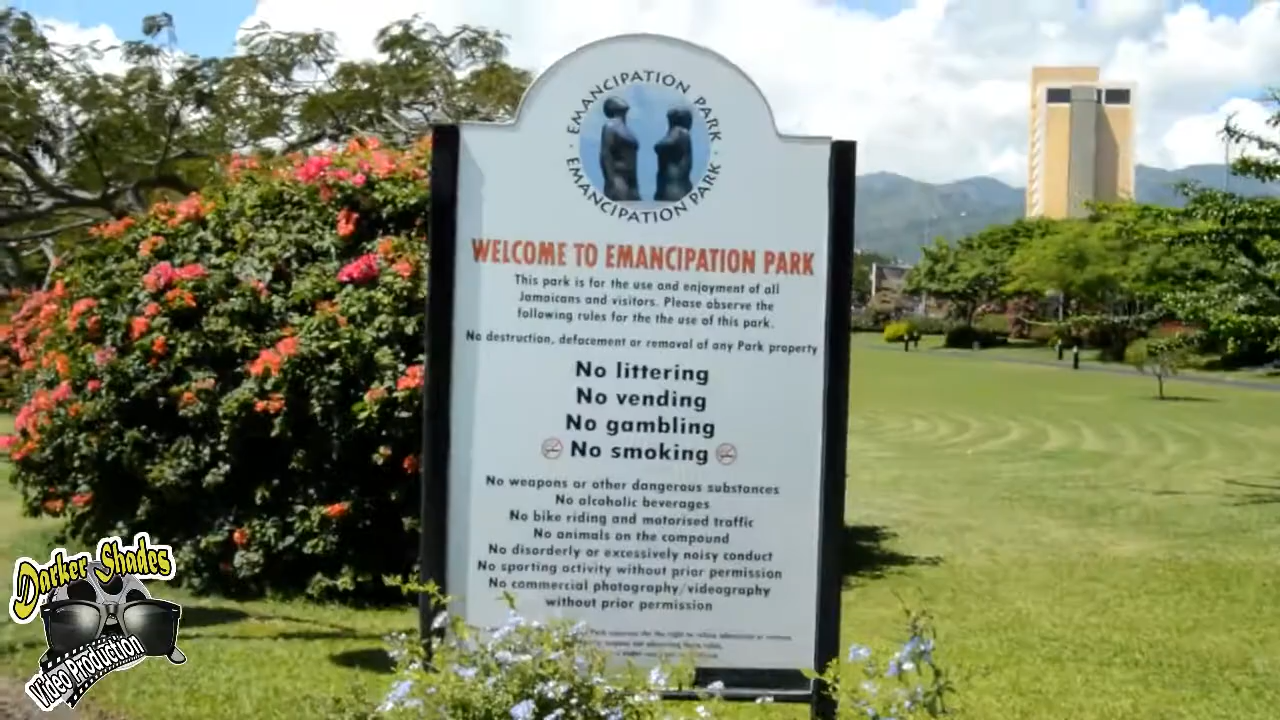 EMANCIPATION PARK
EMANCIPATION PARK
WELCOME TO EMANCIPATION PARK
This park is for the use and enjoyment of all
Jamaicans and visitors. Please observe the
following rules for the the use of this park.
No destruction, defacement or removal of any Park property
No littering
No vending
No gambling
No smoking
No weapons or other dangerous substances
No alcoholic beverages
No bike riding and motorised traffic
No animals on the compound
No disorderly or excessively noisy conduct
No sporting activity without prior permission
No commercial photography/videography
without prior permission
Darker Shades
Video Production